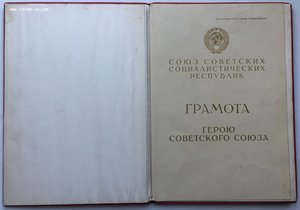 СОЮЗ СОВЕТСКИХ
СОЦИАЛИСТИЧЕСКИХ
РЕСПУБЛИК
ГРАМОТА
ГЕРОЮ
СОВЕТСКОГО СОЮЗА